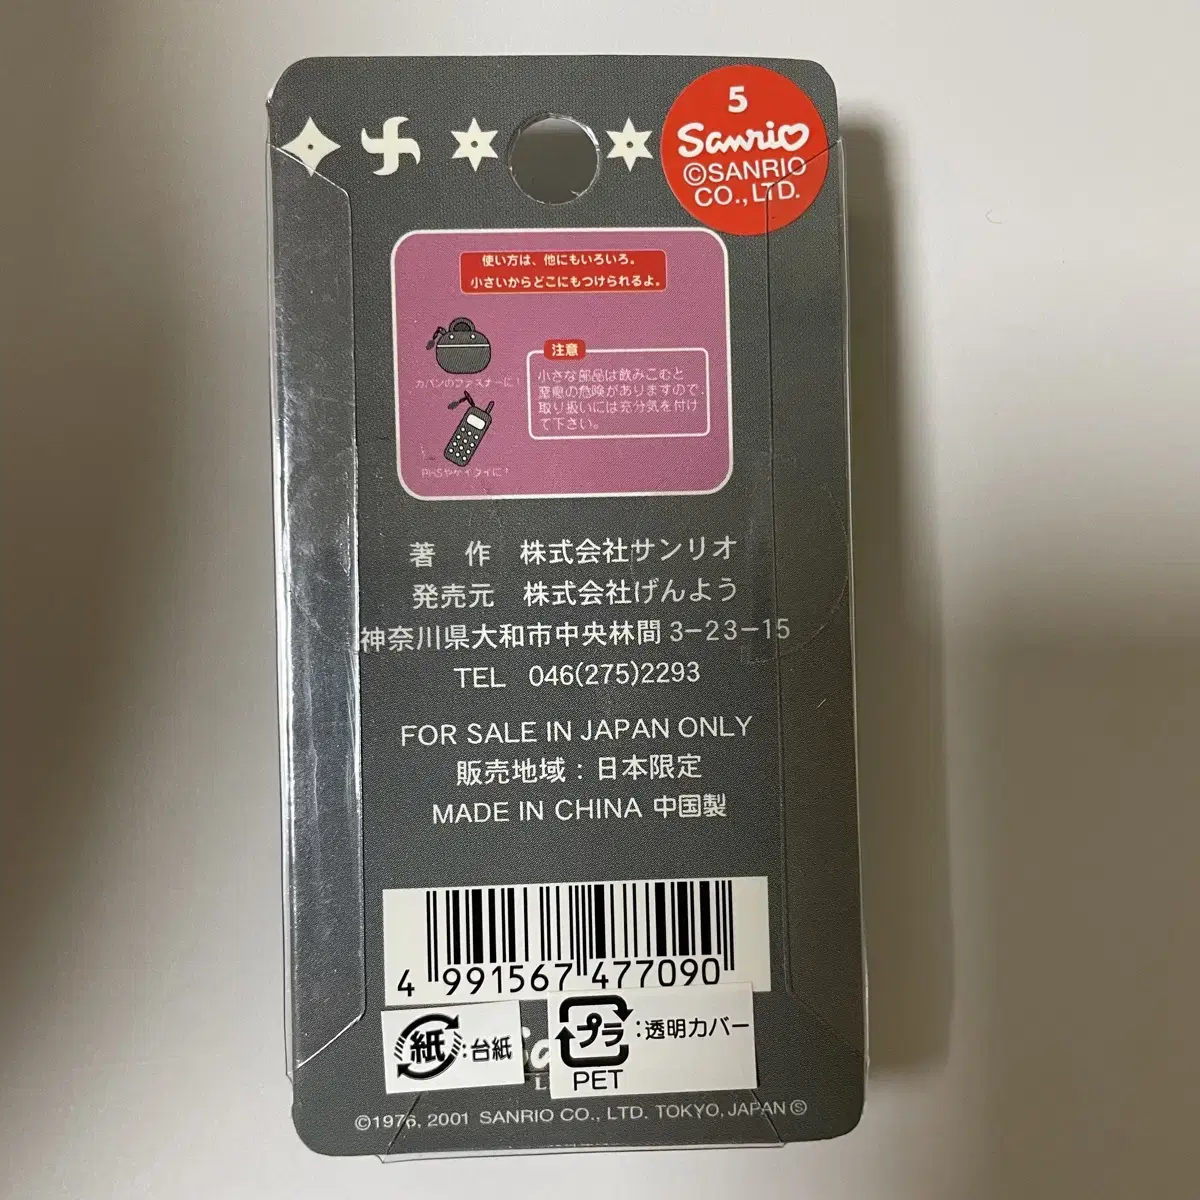 5
Sanrio
©SANRIO
CO.,LTD.
使い方は、他にもいろいろ。
小さいからどこにもつけられるよ。
カバンのファスナーに!
PHSやケイタイに!
注意
小さな部品は飲みこむと
窒息の危険がありますので、
取り扱いには充分気を付け
て下さい。
著 作 株式会社サンリオ
発売元 株式会社げんよう
神奈川県大和市中央林間3-23-15
TEL 046(275)2293
FOR SALE IN JAPAN ONLY
販売地域:日本限定
MADE IN CHINA 中国製
4 991567 477090
紙:台紙
プラ:透明カバー
PET
©1976, 2001 SANRIO CO., LTD. TOKYO, JAPAN Ⓢ